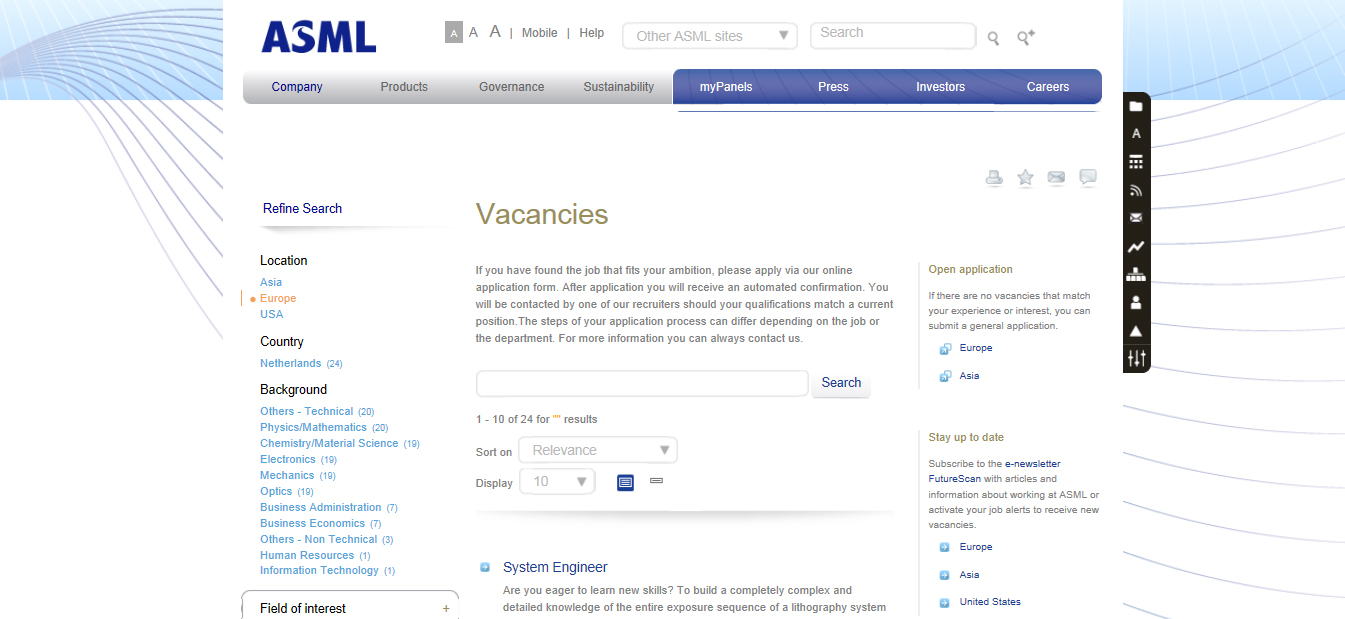 ASML
A A A | Mobile | Help
Other ASML sites
Search
Company Products Governance Sustainability myPanels Press Investors Careers
A
Refine Search
Location
Asia
Europe
USA
Country
Netherlands (24)
Background
Others - Technical (20)
Physics/Mathematics (20)
Chemistry/Material Science (19)
Electronics (19)
Mechanics (19)
Optics (19)
Business Administration (7)
Business Economics (7)
Others - Non Technical (3)
Human Resources (1)
Information Technology (1)
Field of interest +
Vacancies
If you have found the job that fits your ambition, please apply via our online
application form. After application you will receive an automated confirmation. You
will be contacted by one of our recruiters should your qualifications match a current
position.The steps of your application process can differ depending on the job or
the department. For more information you can always contact us.
Search
1 - 10 of 24 for "" results
Sort on Relevance
Display 10
System Engineer
Are you eager to learn new skills? To build a completely complex and
detailed knowledge of the entire exposure sequence of a lithography system
Open application
If there are no vacancies that match
your experience or interest, you can
submit a general application.
Europe
Asia
Stay up to date
Subscribe to the e-newsletter
FutureScan with articles and
information about working at ASML or
activate your job alerts to receive new
vacancies.
Europe
Asia
United States